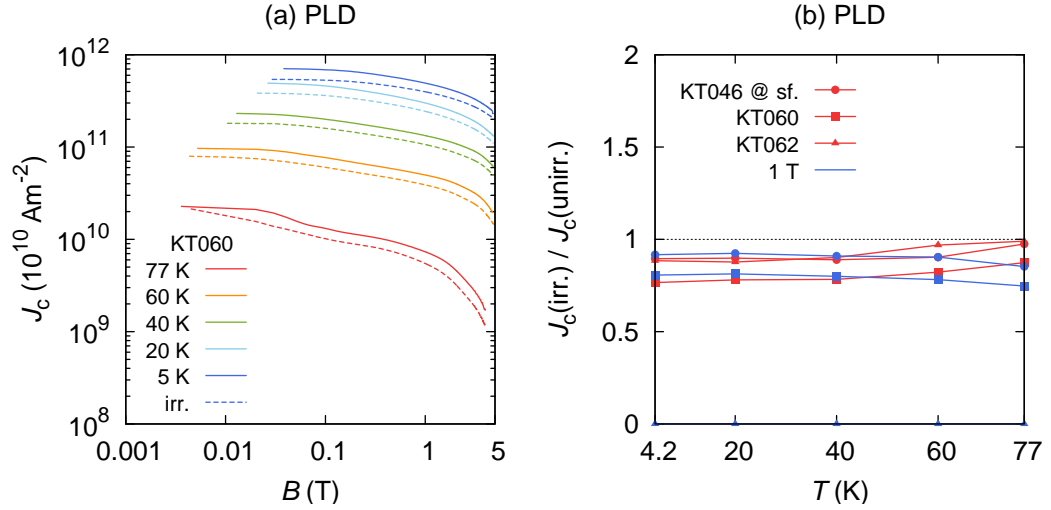 (a) PLD
J_c (10^10 Am^-2)
10^12
10^11
10^10
10^9
10^8
KT060
77 K
60 K
40 K
20 K
5 K
irr.
0.001 0.01 0.1 1 5
B (T)
(b) PLD
J_c(irr.) / J_c(unirr.)
2
1.5
1
0.5
0
KT046 @ sf.
KT060
KT062
1 T
4.2 20 40 60 77
T (K)